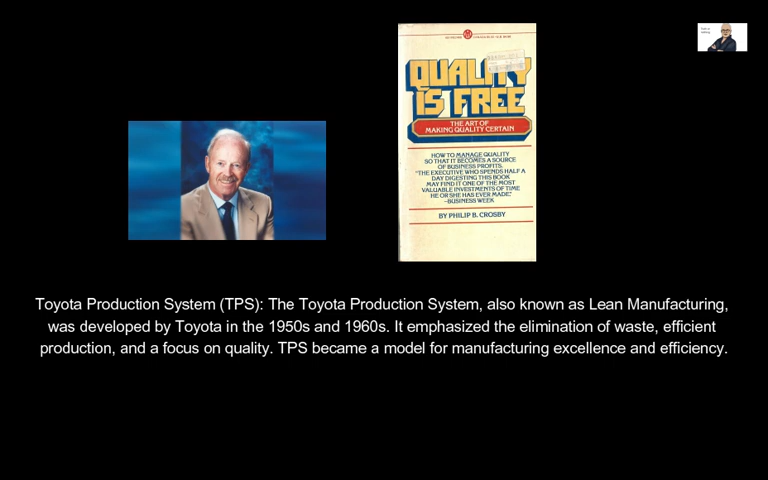 QUALITY
IS FREE
THE ART OF
MAKING QUALITY CERTAIN
HOW TO MANAGE QUALITY
SO THAT IT BECOMES A SOURCE
OF BUSINESS PROFITS.
"THE EXECUTIVE WHO SPENDS HALF A
DAY DIGESTING THIS BOOK
MAY FIND IT ONE OF THE MOST
VALUABLE INVESTMENTS OF TIME
HE OR SHE HAS EVER MADE."
—BUSINESS WEEK
BY PHILIP B. CROSBY
Toyota Production System (TPS): The Toyota Production System, also known as Lean Manufacturing,
was developed by Toyota in the 1950s and 1960s. It emphasized the elimination of waste, efficient
production, and a focus on quality. TPS became a model for manufacturing excellence and efficiency.